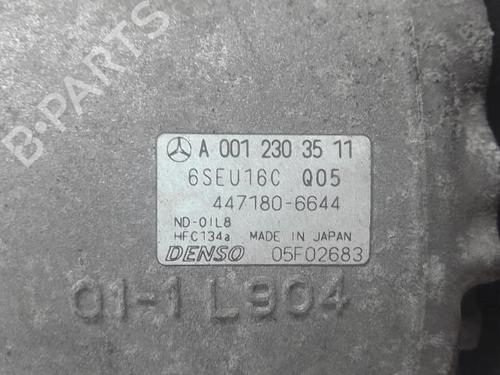 B-PARTS
A 001 230 35 11
6SEU16C Q05
447180-6644
ND-OIL8
HFC134a MADE IN JAPAN
DENSO 05F02683
01-1 L904